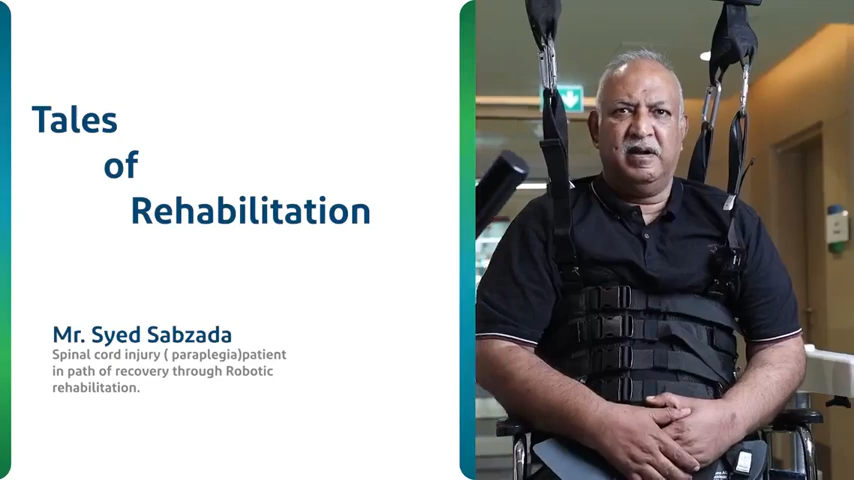 Tales
of
Rehabilitation
Mr. Syed Sabzada
Spinal cord injury ( paraplegia)patient
in path of recovery through Robotic
rehabilitation.